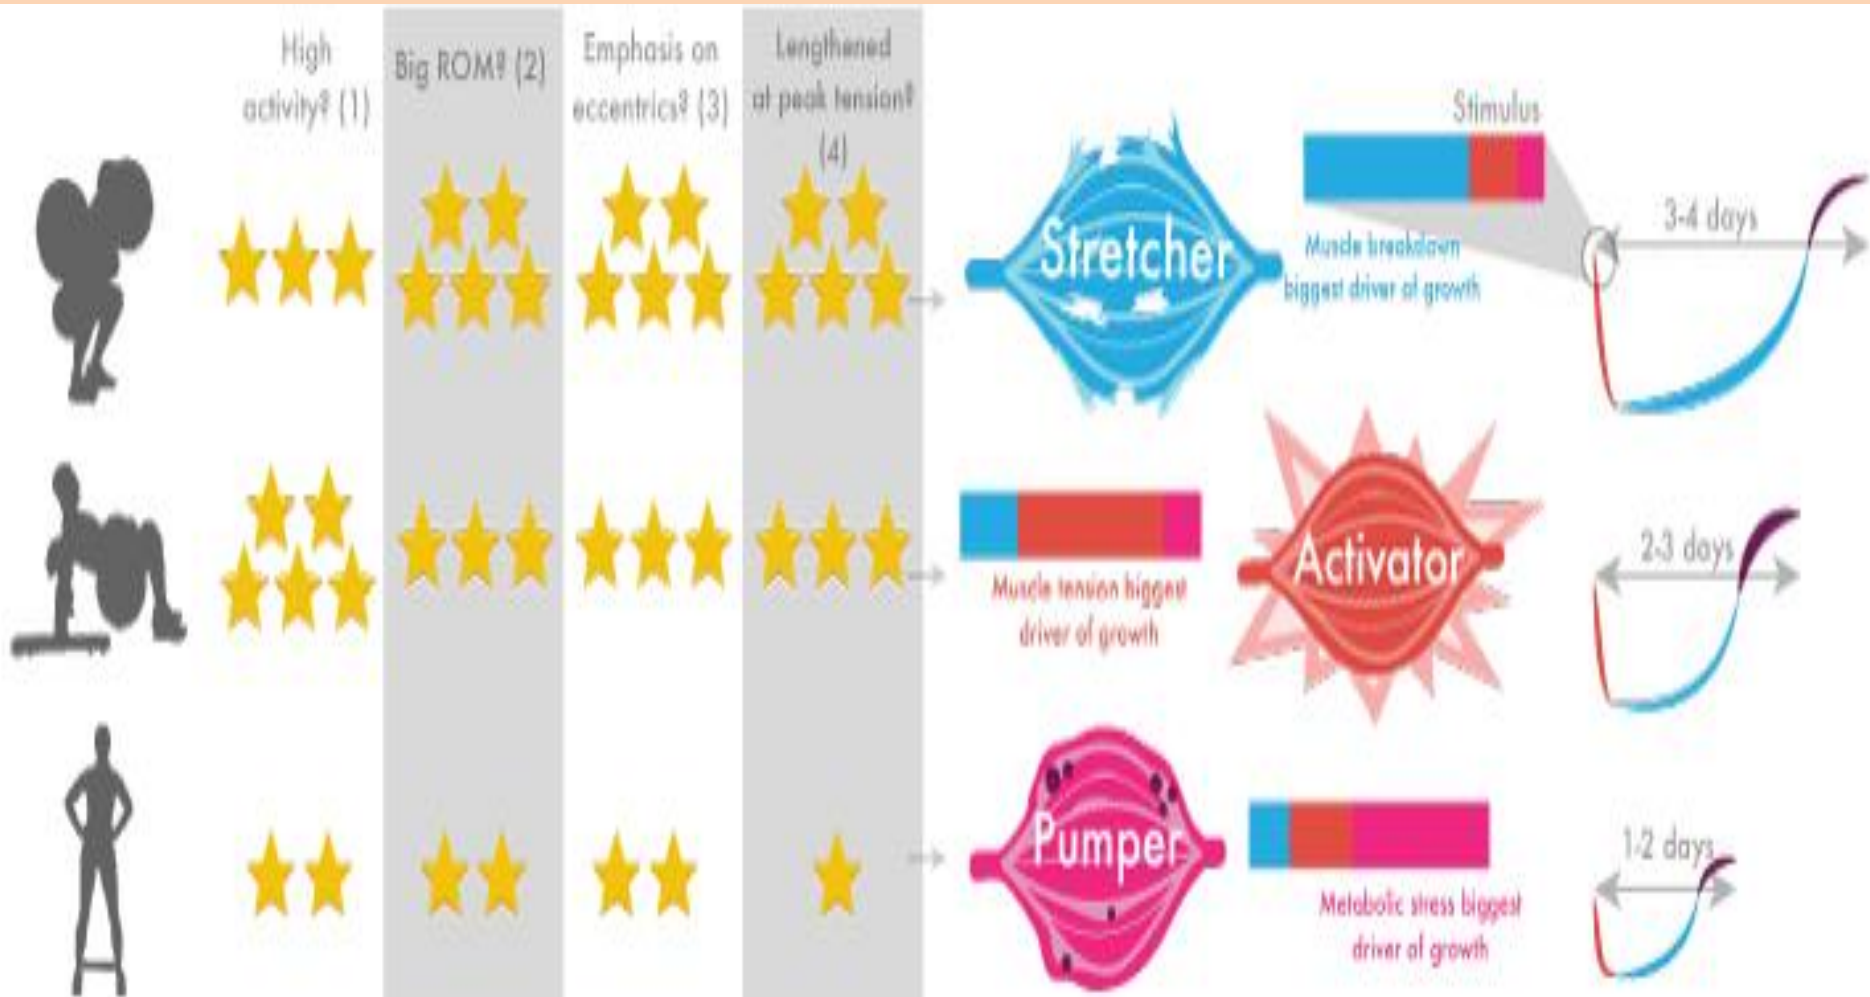 High
activity? (1)
Big ROM? (2)
Emphasis on
eccentrics? (3)
Lengthened
at peak tension?
(4)
Stretcher
Stimulus
Muscle breakdown
biggest driver of growth
3-4 days
Muscle tension biggest
driver of growth
Activator
2-3 days
Pumper
Metabolic stress biggest
driver of growth
1-2 days